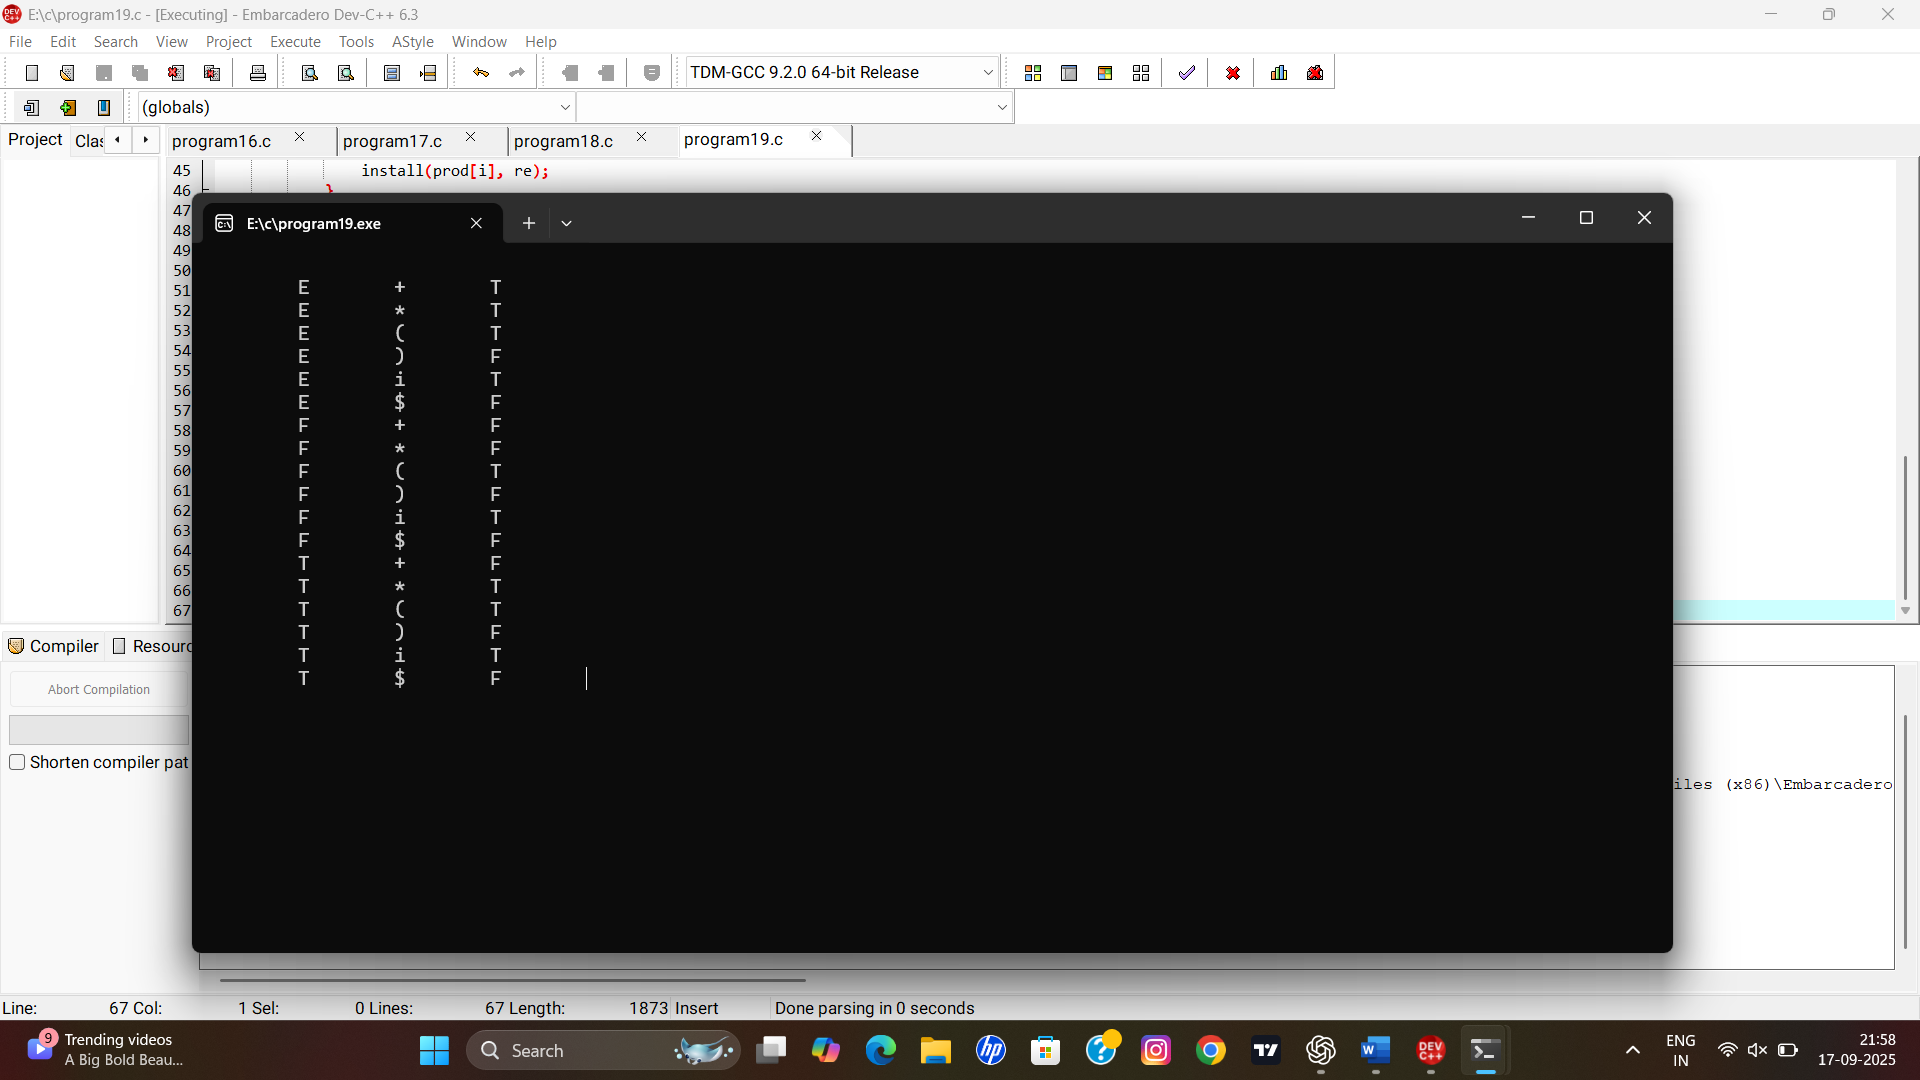 E:\c\program19.c - [Executing] - Embarcadero Dev-C++ 6.3
File Edit Search View Project Execute Tools AStyle Window Help
TDM-GCC 9.2.0 64-bit Release
(globals)
Project Clas program16.c program17.c program18.c program19.c
45 install(prod[i], re);
46 }
47
48
49
50
51
52
53
54
55
56
57
58
59
60
61
62
63
64
65
66
67
E:\c\program19.exe
E + T
E * T
E ( T
E ) F
E i T
E $ F
F + F
F * F
F ( T
F ) F
F i T
F $ F
T + F
T * T
T ( T
T ) F
T i T
T $ F
Compiler Resourc
Abort Compilation
Shorten compiler pat
iles (x86)\Embarcadero
Line: 67 Col: 1 Sel: 0 Lines: 67 Length: 1873 Insert Done parsing in 0 seconds
9 Trending videos
A Big Bold Beau...
Search
hp
DEV C++
ENG
IN
21:58
17-09-2025